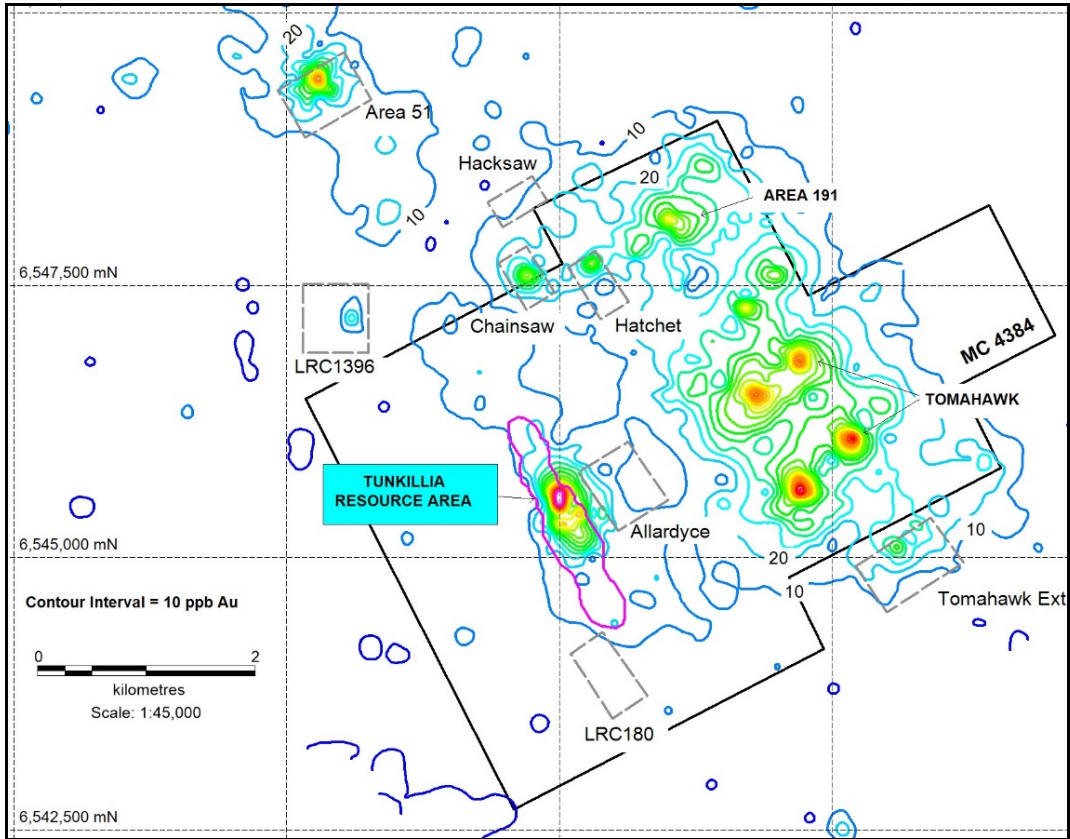 20
Area 51
10
Hacksaw
10
20
AREA 191
6,547,500 mN
Chainsaw
Hatchet
LRC1396
MC 4384
TOMAHAWK
TUNKILLIA
RESOURCE AREA
Allardyce
6,545,000 mN
20
10
10
Tomahawk Ext
Contour Interval = 10 ppb Au
0 2
kilometres
Scale: 1:45,000
LRC180
6,542,500 mN